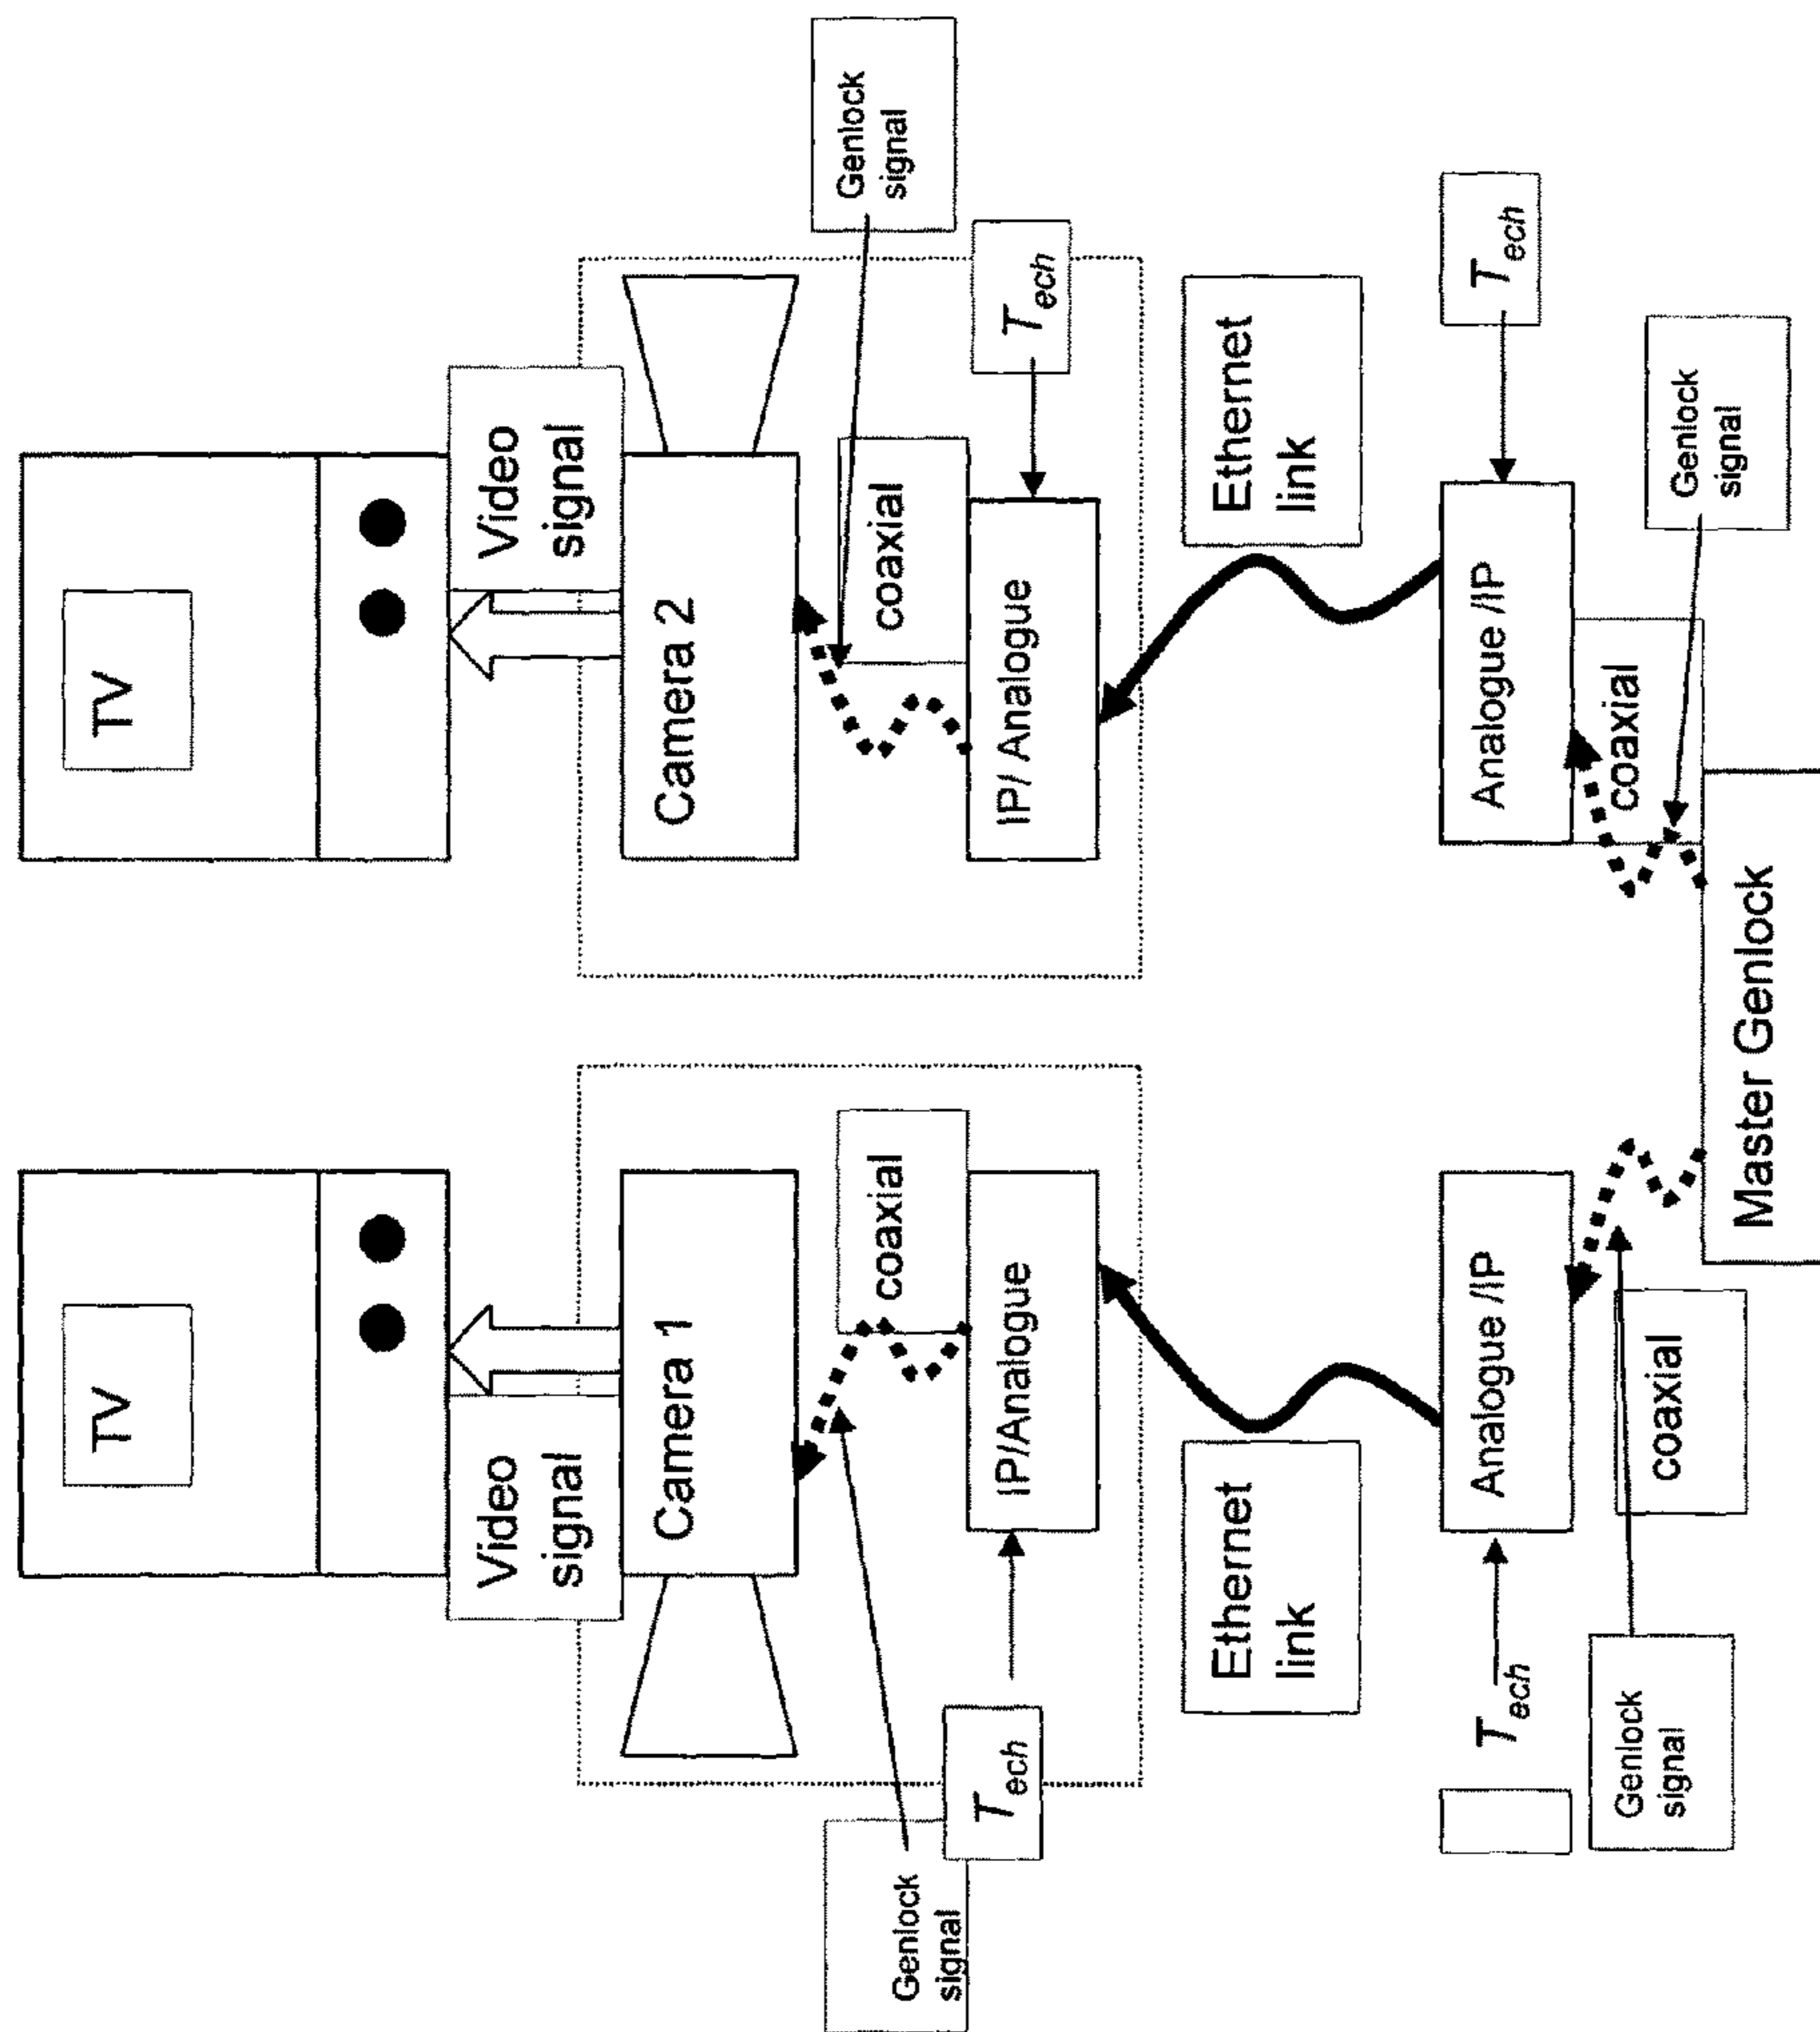 TV
TV
Video
signal
Video
signal
Camera 1
Camera 2
Genlock
signal
coaxial
coaxial
Genlock
signal
Tech
IP/Analogue
IP/ Analogue
Tech
Ethernet
link
Ethernet
link
Tech
Analogue /IP
Analogue /IP
Tech
Genlock
signal
coaxial
coaxial
Genlock
signal
Master Genlock